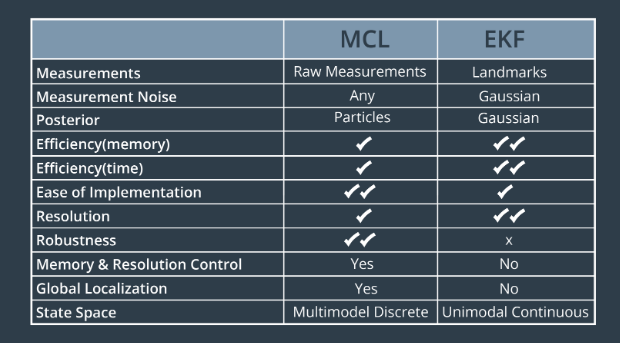 MCL EKF
Measurements Raw Measurements Landmarks
Measurement Noise Any Gaussian
Posterior Particles Gaussian
Efficiency(memory) ✓ ✓✓
Efficiency(time) ✓ ✓✓
Ease of Implementation ✓✓ ✓
Resolution ✓ ✓✓
Robustness ✓✓ x
Memory & Resolution Control Yes No
Global Localization Yes No
State Space Multimodel Discrete Unimodal Continuous